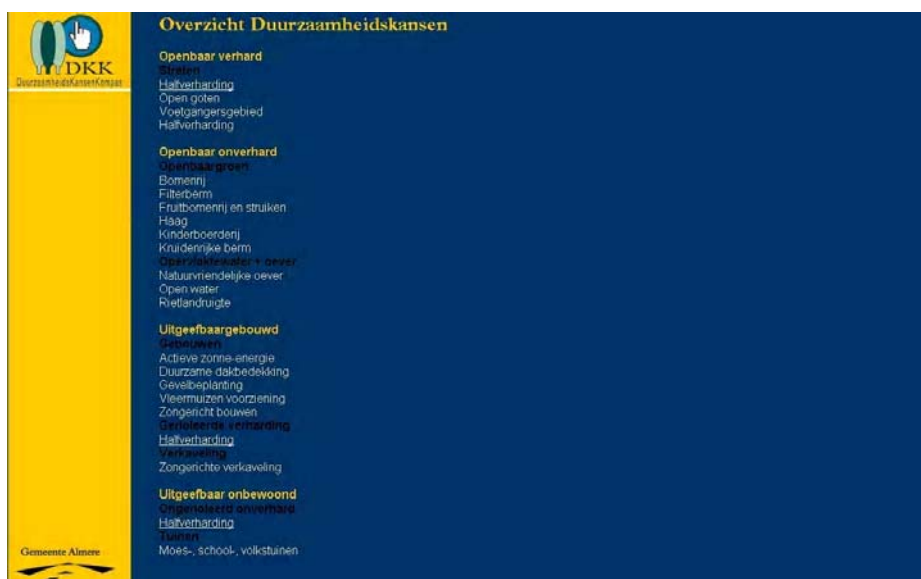 DKK
DuurzaamheidsKansenKompas
Overzicht Duurzaamheidskansen
Openbaar verhard
Straten
Halfverharding
Open goten
Voetgangersgebied
Halfverharding
Openbaar onverhard
Openbaargroen
Bomenrij
Filterberm
Fruitbomenrij en struiken
Haag
Kinderboerderij
Kruidenrijke berm
Opervlaktewater + oever
Natuurvriendelijke oever
Open water
Rietlandruigte
Uitgeefbaargebouwd
Gebouwen
Actieve zonne-energie
Duurzame dakbedekking
Gevelbeplanting
Vleermuizen voorziening
Zongericht bouwen
Gerioleerde verharding
Halfverharding
Verkaveling
Zongerichte verkaveling
Uitgeefbaar onbewoond
Ongerioleerd onverhard
Halfverharding
Tuinen
Moes-, school-, volkstuinen
Gemeente Almere